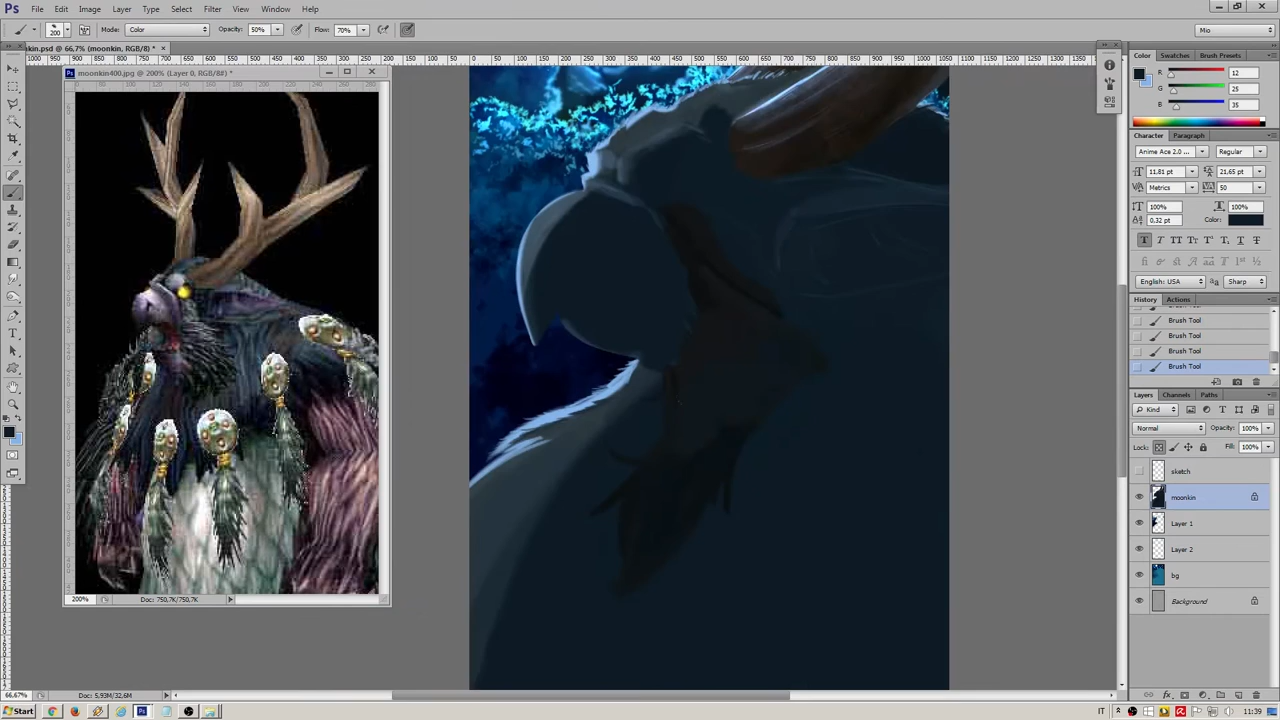 Ps File Edit Image Layer Type Select Filter View Window Help
200 Mode: Color Opacity: 50% Flow: 70% Mio
kin.psd @ 66,7% (moonkin, RGB/8) *
moonkin400.jpg @ 200% (Layer 0, RGB/8#) *
Color Swatches Brush Presets
R 12
G 25
B 35
Character Paragraph
Anime Ace 2.0 ... Regular
11,81 pt 21,65 pt
Metrics 50
100% 100%
0,32 pt Color:
English: USA Sharp
History Actions
Brush Tool
Brush Tool
Brush Tool
Brush Tool
Layers Channels Paths
Kind
Normal Opacity: 100%
Lock: Fill: 100%
sketch
moonkin
Layer 1
Layer 2
bg
Background
200% Doc: 750,7K/750,7K
66,67% Doc: 5,93M/32,6M
Start IT 11:39